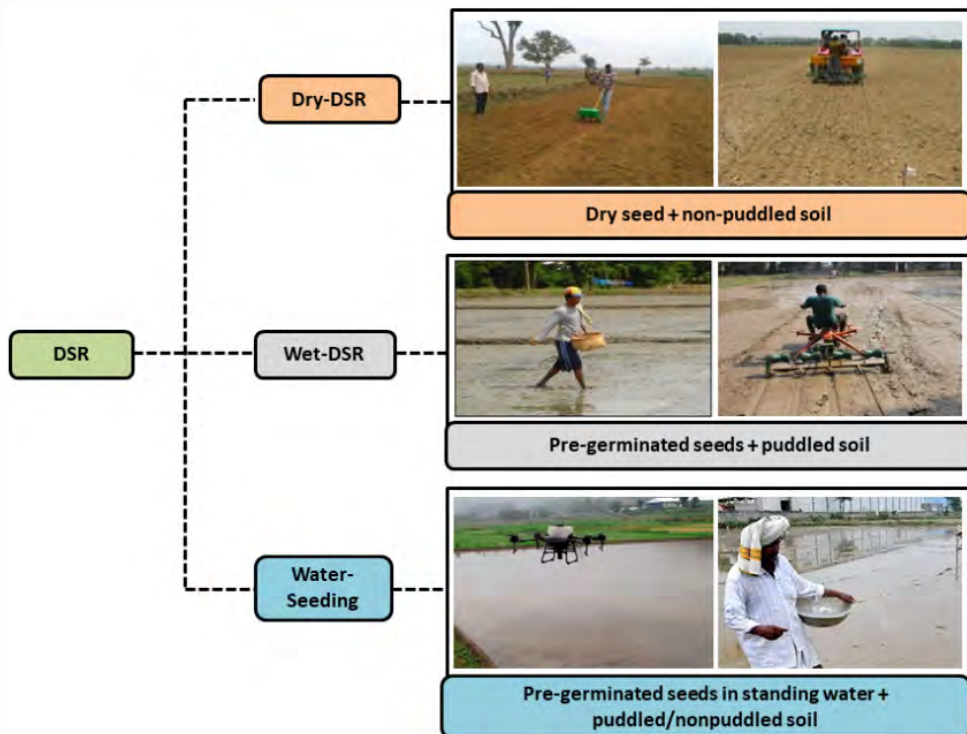 Dry-DSR
Dry seed + non-puddled soil
DSR
Wet-DSR
Pre-germinated seeds + puddled soil
Water-
Seeding
Pre-germinated seeds in standing water +
puddled/nonpuddled soil